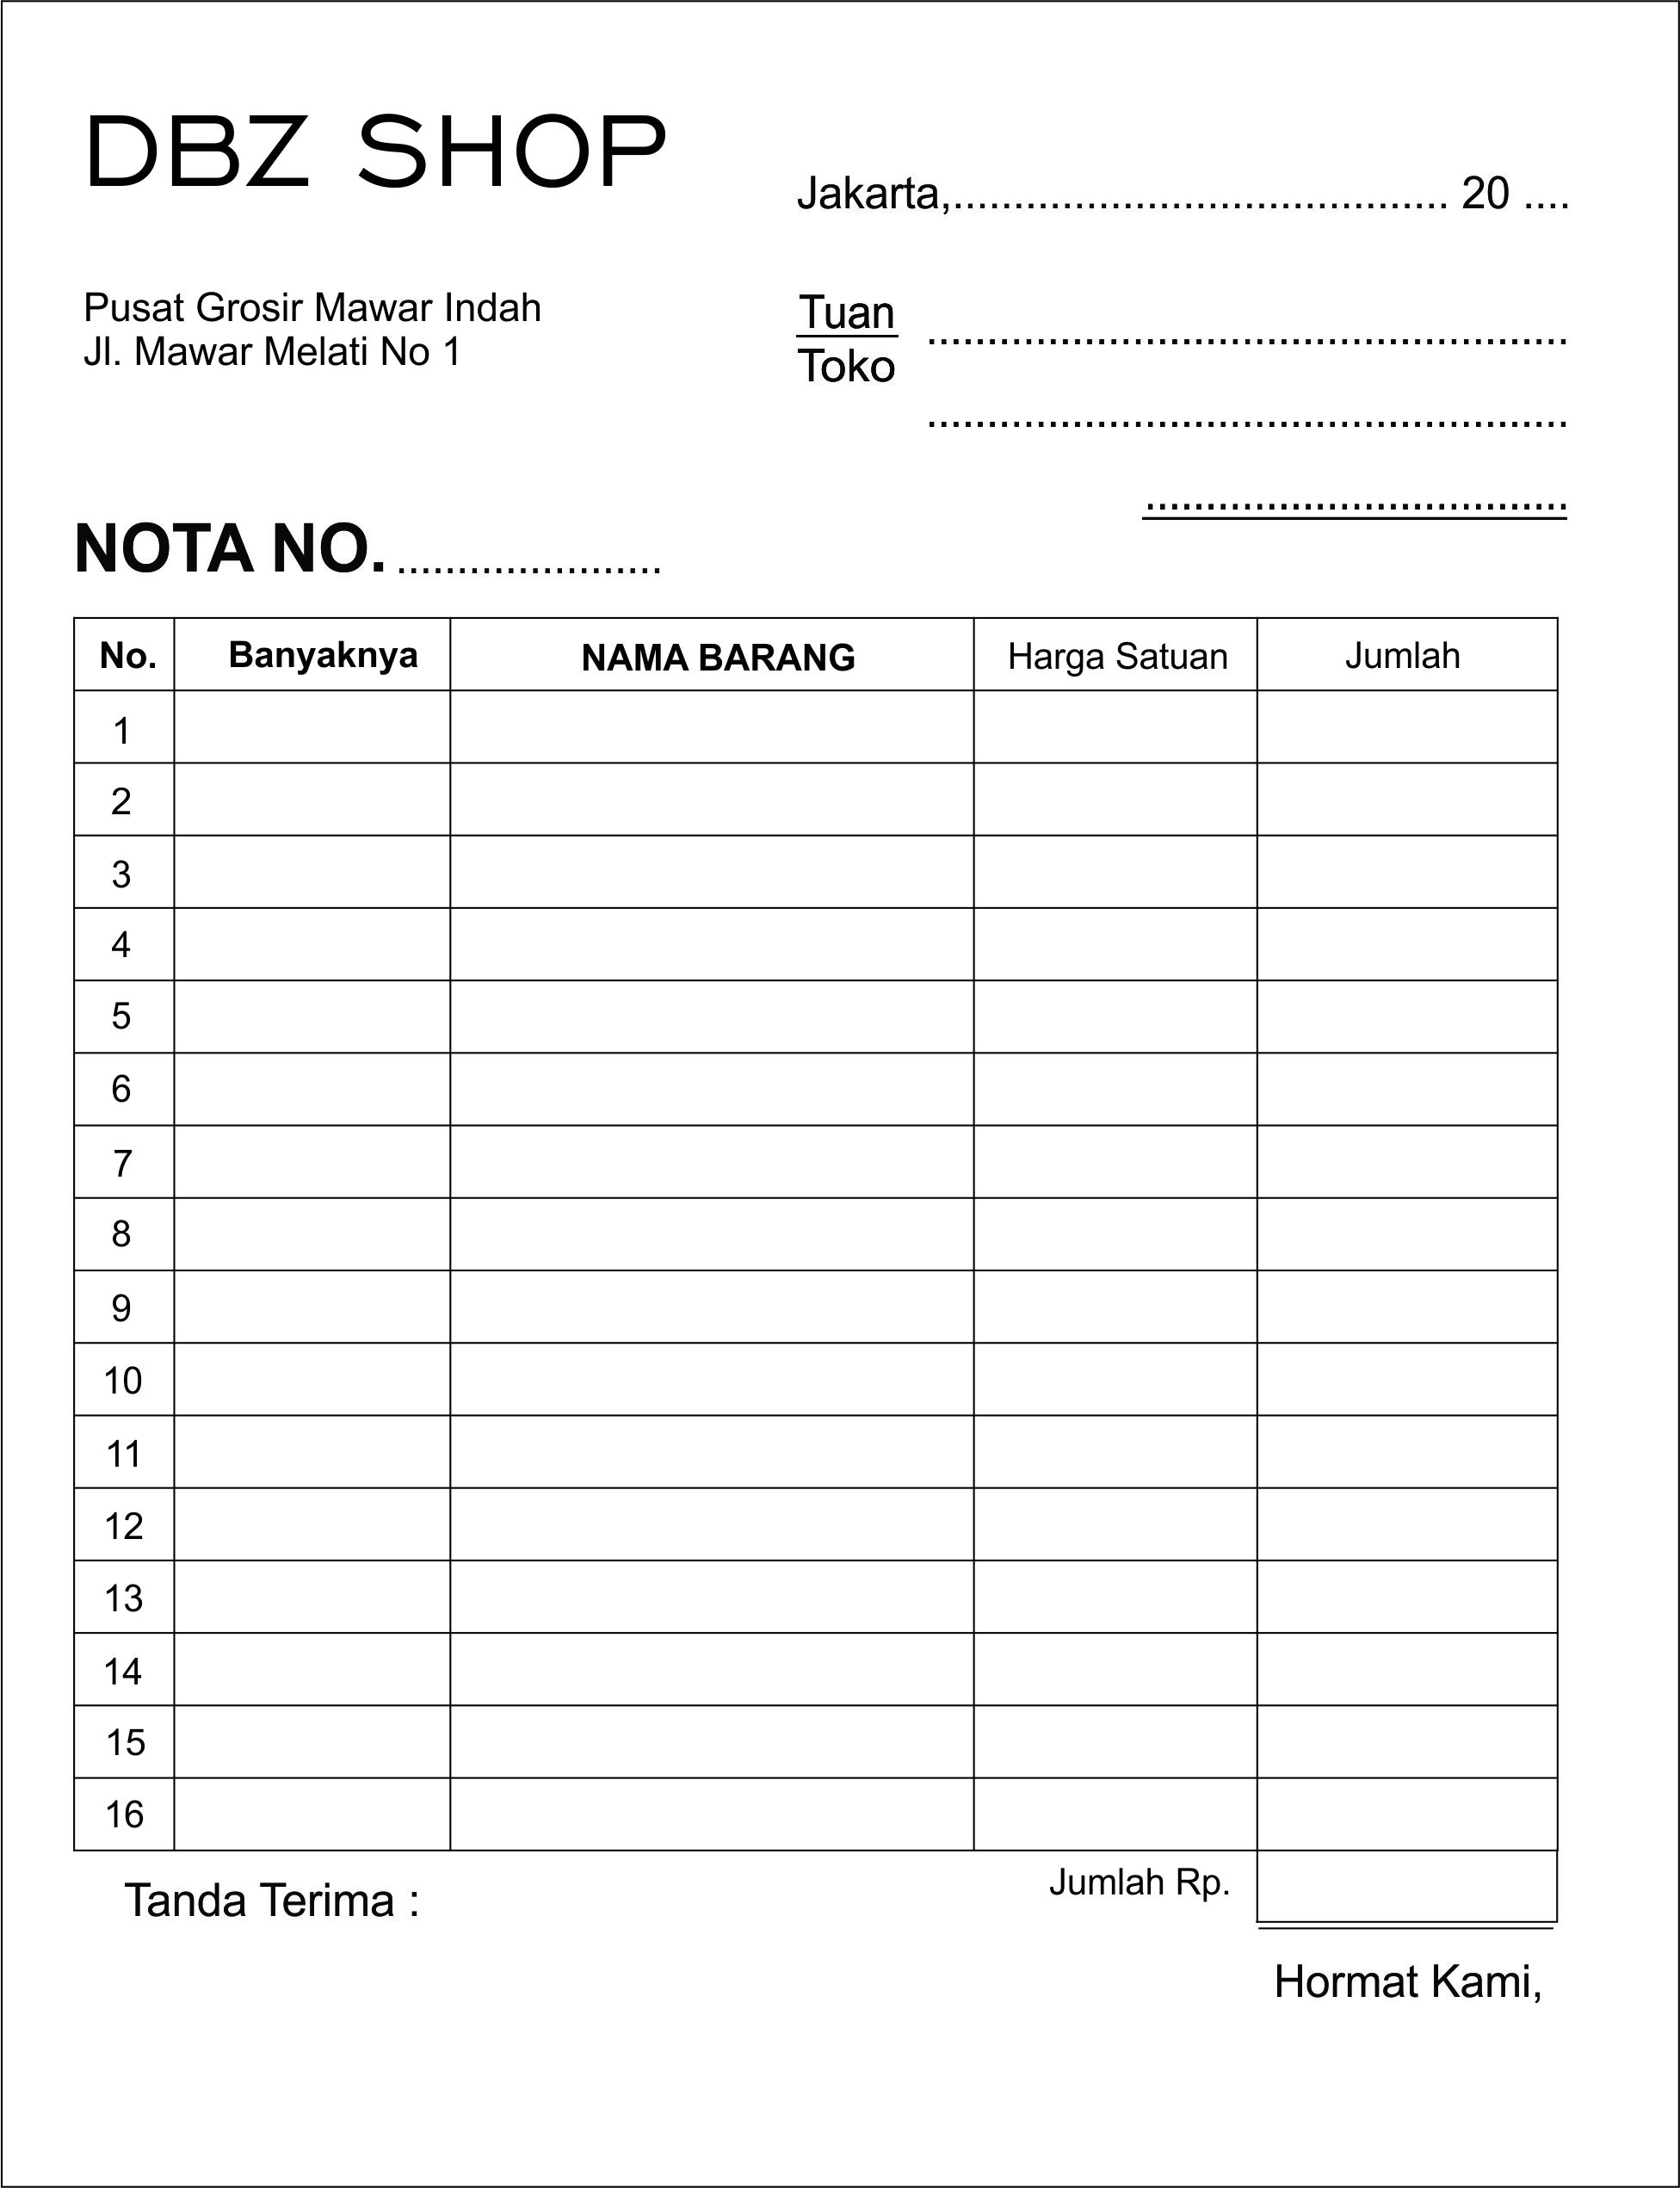 DBZ SHOP
Jakarta,......................................... 20 ....
Pusat Grosir Mawar Indah
Jl. Mawar Melati No 1
Tuan
Toko
.....................................................
.....................................................
...................................
NOTA NO. ......................
No. Banyaknya NAMA BARANG Harga Satuan Jumlah
1
2
3
4
5
6
7
8
9
10
11
12
13
14
15
16
Tanda Terima : Jumlah Rp.
Hormat Kami,